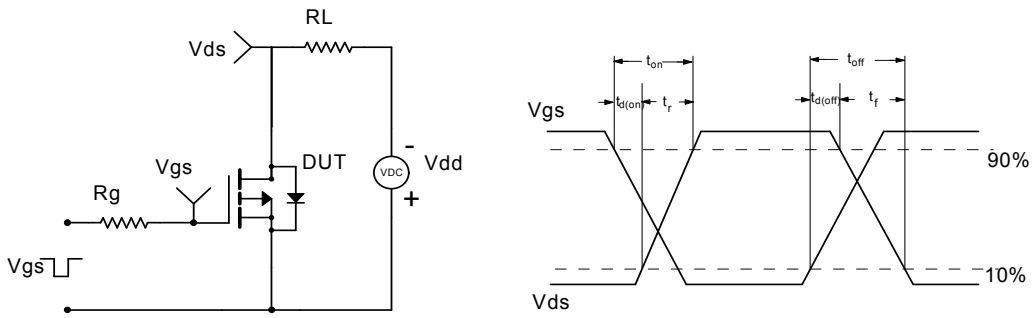 RL
Vds
Vgs
DUT
-
Vdd
VDC
+
Rg
Vgs
ton
toff
td(on)
tr
td(off)
tf
Vgs
90%
10%
Vds